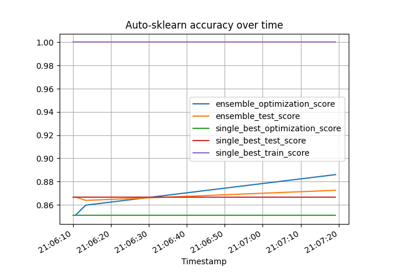 Auto-sklearn accuracy over time
1.00
0.98
0.96
0.94
0.92
0.90
0.88
0.86
ensemble_optimization_score
ensemble_test_score
single_best_optimization_score
single_best_test_score
single_best_train_score
21:06:10
21:06:20
21:06:30
21:06:40
21:06:50
21:07:00
21:07:10
21:07:20
Timestamp